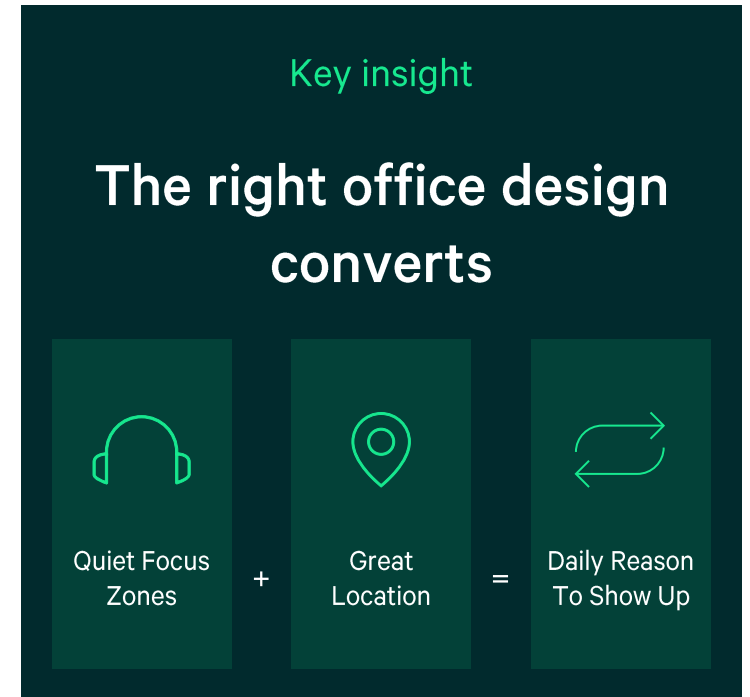 Key insight
The right office design
converts
Quiet Focus
Zones
+
Great
Location
=
Daily Reason
To Show Up